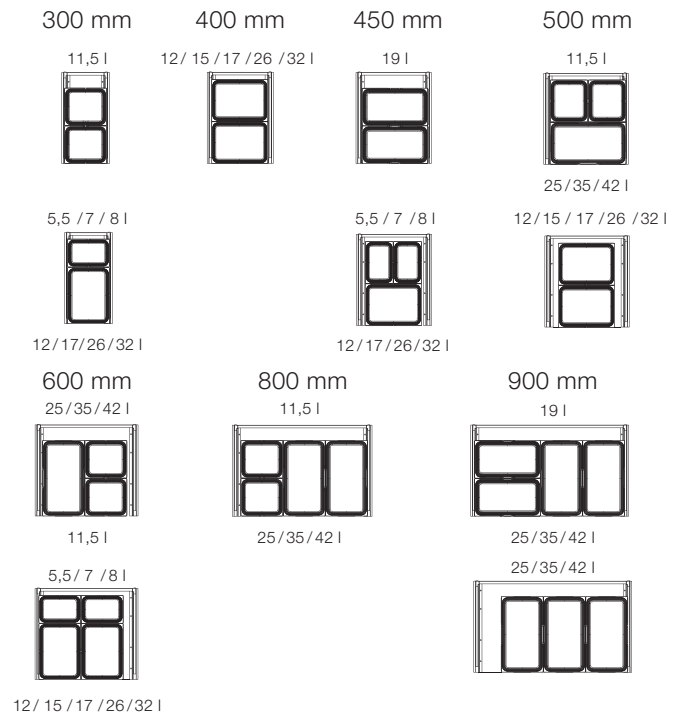 300 mm 400 mm 450 mm 500 mm
11,5 l 12/ 15 /17 /26 /32 l 19 l 11,5 l
25/35/42 l
5,5 /7 /8 l 5,5 /7 /8 l 12/15/ 17 /26 /32 l
12/17/26/32 l 12/17/26/32 l
600 mm 800 mm 900 mm
25/35/42 l 11,5 l 19 l
11,5 l 25/35/42 l 25/35/42 l
5,5/ 7 /8 l 25/35/42 l
12/ 15 /17 /26/32 l